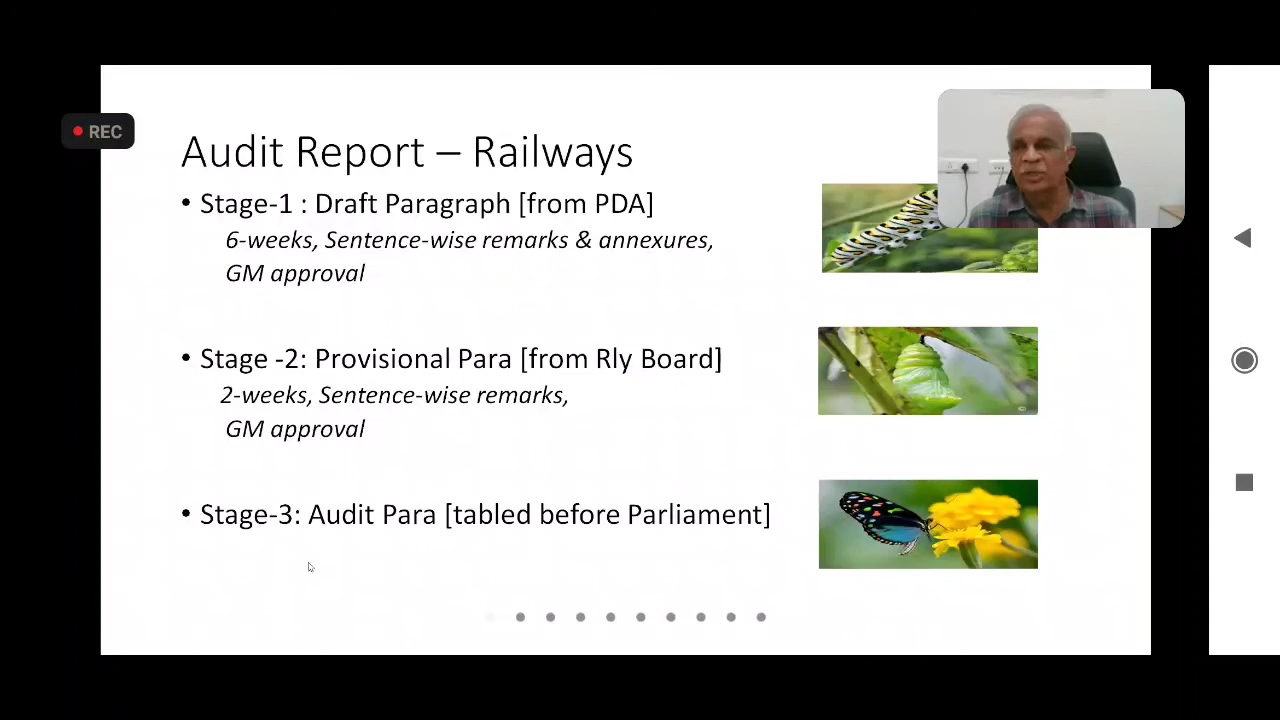 REC
Audit Report – Railways
• Stage-1 : Draft Paragraph [from PDA]
6-weeks, Sentence-wise remarks & annexures,
GM approval
• Stage -2: Provisional Para [from Rly Board]
2-weeks, Sentence-wise remarks,
GM approval
• Stage-3: Audit Para [tabled before Parliament]